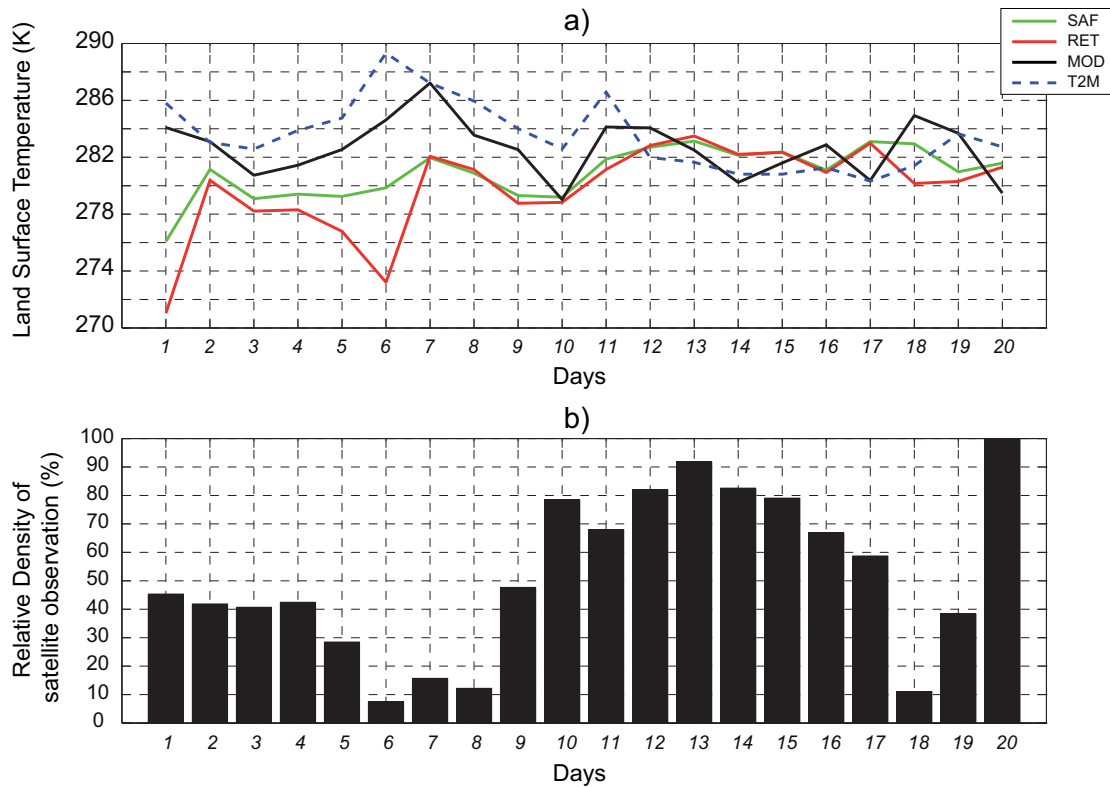 a)
SAF
RET
MOD
T2M
Land Surface Temperature (K)
290
286
282
278
274
270
1 2 3 4 5 6 7 8 9 10 11 12 13 14 15 16 17 18 19 20
Days
b)
Relative Density of
satellite observation (%)
100
90
80
70
60
50
40
30
20
10
0
1 2 3 4 5 6 7 8 9 10 11 12 13 14 15 16 17 18 19 20
Days